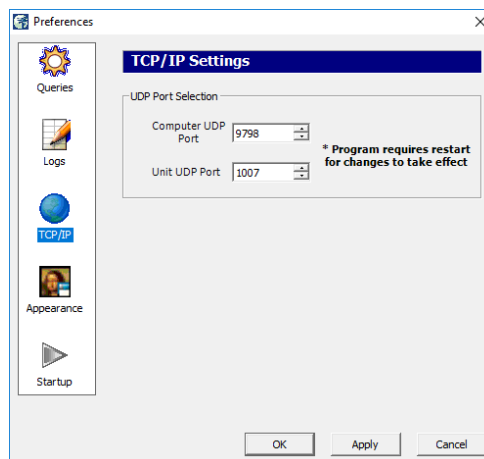 Preferences
Queries
Logs
TCP/IP
Appearance
Startup
TCP/IP Settings
UDP Port Selection
Computer UDP
Port
9798
Unit UDP Port
1007
* Program requires restart
for changes to take effect
OK
Apply
Cancel